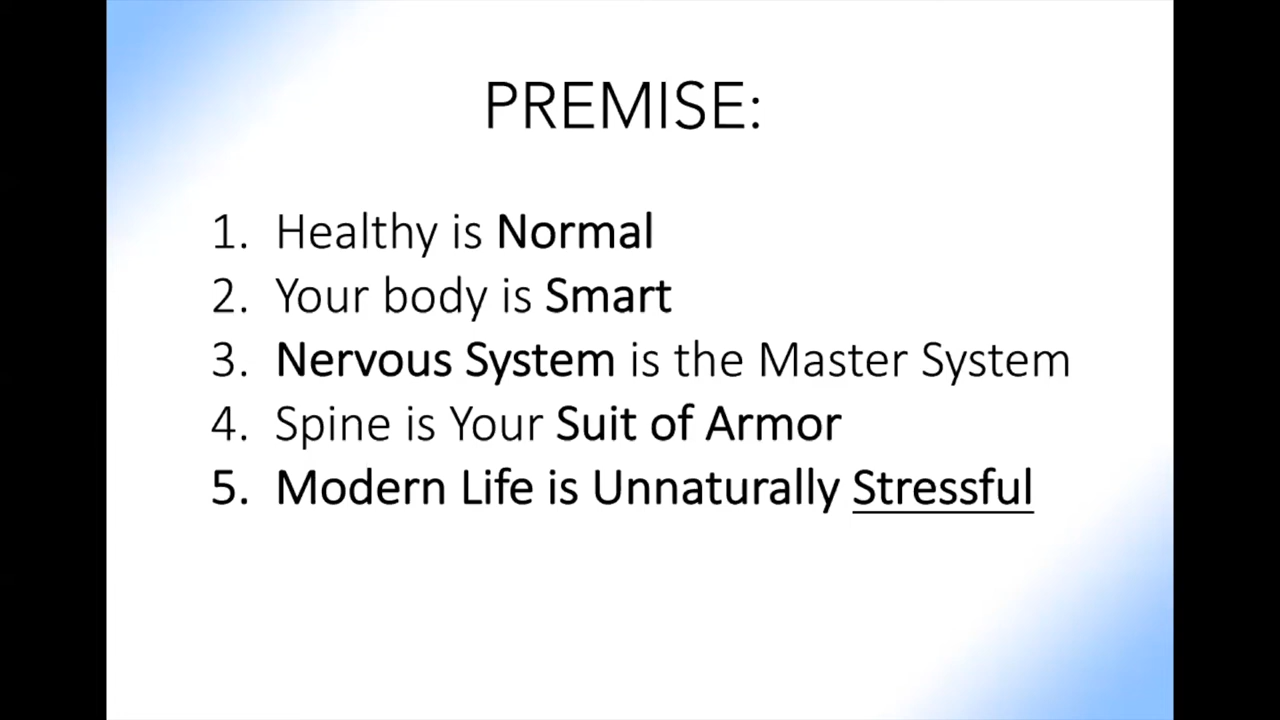 PREMISE:
1. Healthy is Normal
2. Your body is Smart
3. Nervous System is the Master System
4. Spine is Your Suit of Armor
5. Modern Life is Unnaturally Stressful